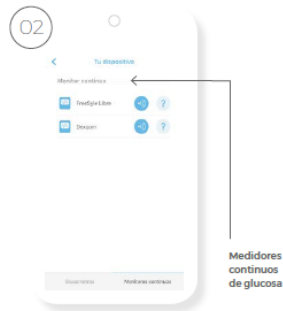 02
Tu dispositivo
Monitor continuo
FreeStyle Libre
?
Dexcom
?
Glucómetros
Monitores continuos
Medidores
continuos
de glucosa